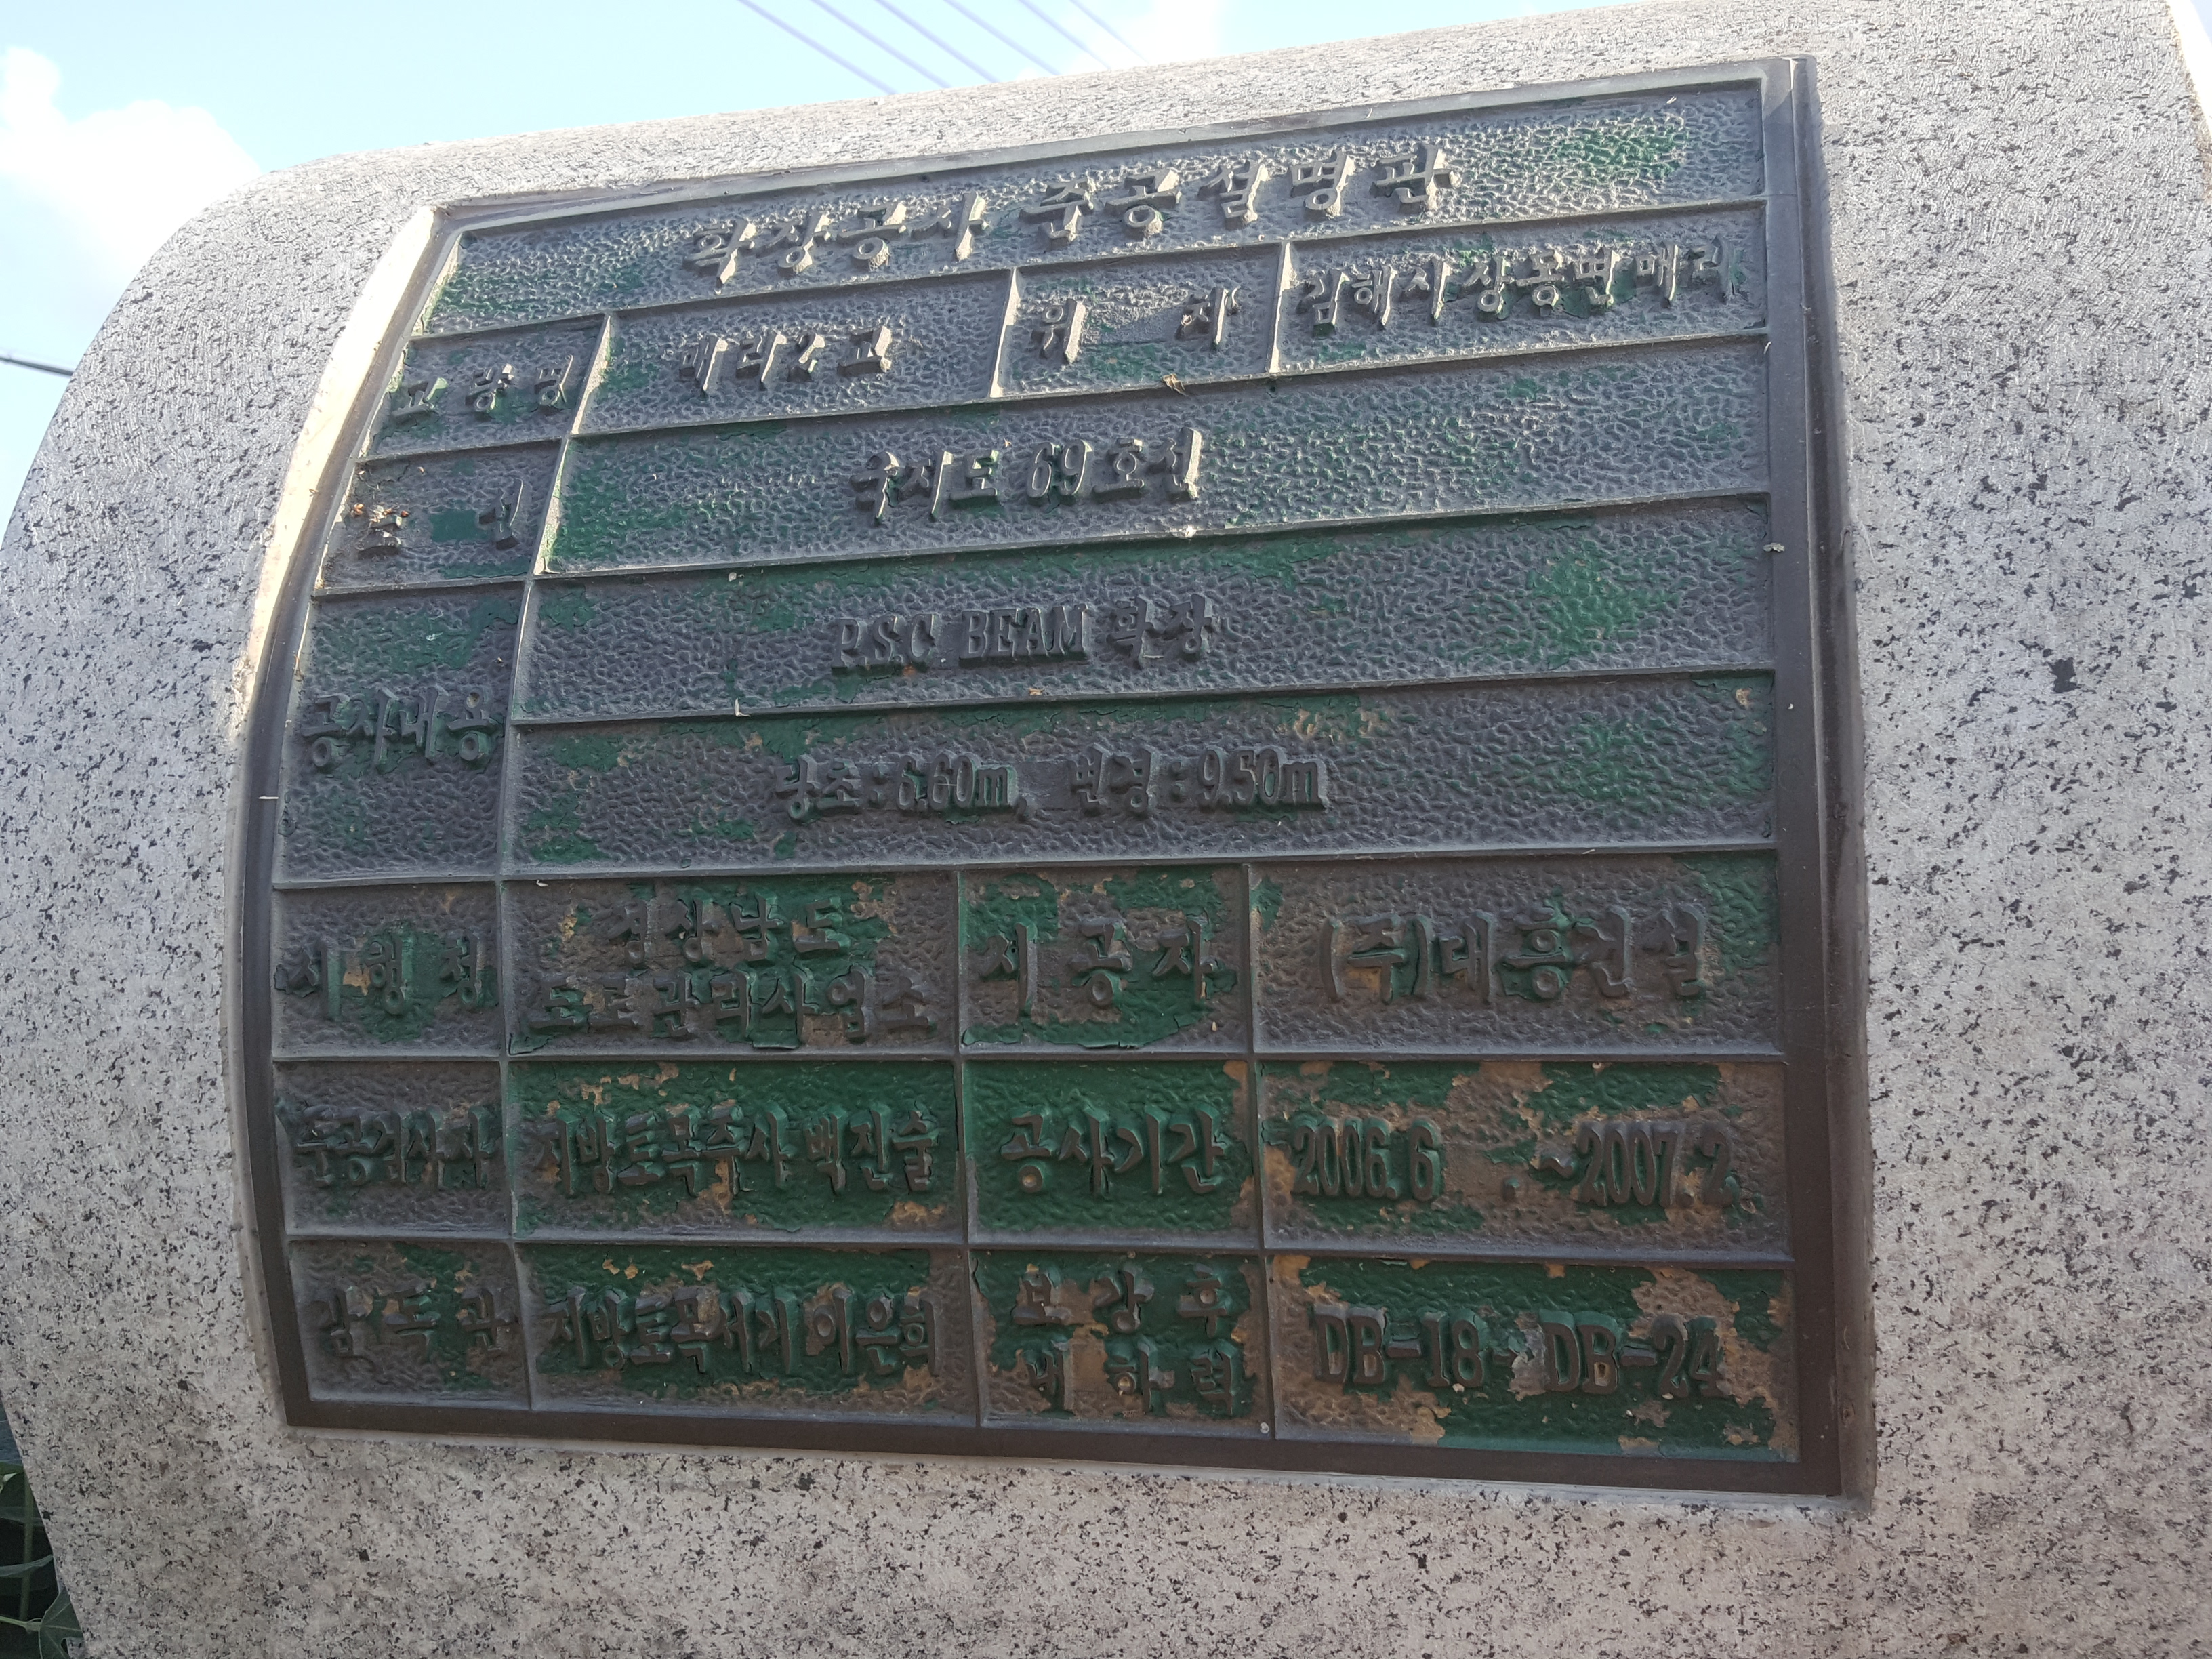 확장공사 준공설명판
교량명 매리2교 위치 김해시 상동면 매리
노선 국지도 69호선
공사내용 P.S.C BEAM 확장
당초 : 6.60m, 변경 : 9.50m
시행청 경상남도 도로관리사업소 시공자 (주)대흥건설
준공검사자 지방토목주사 백진술 공사기간 2006. 6 . ~ 2007. 2.
감독관 지방토목서기 이은희 보강후 내하력 DB-18 → DB-24